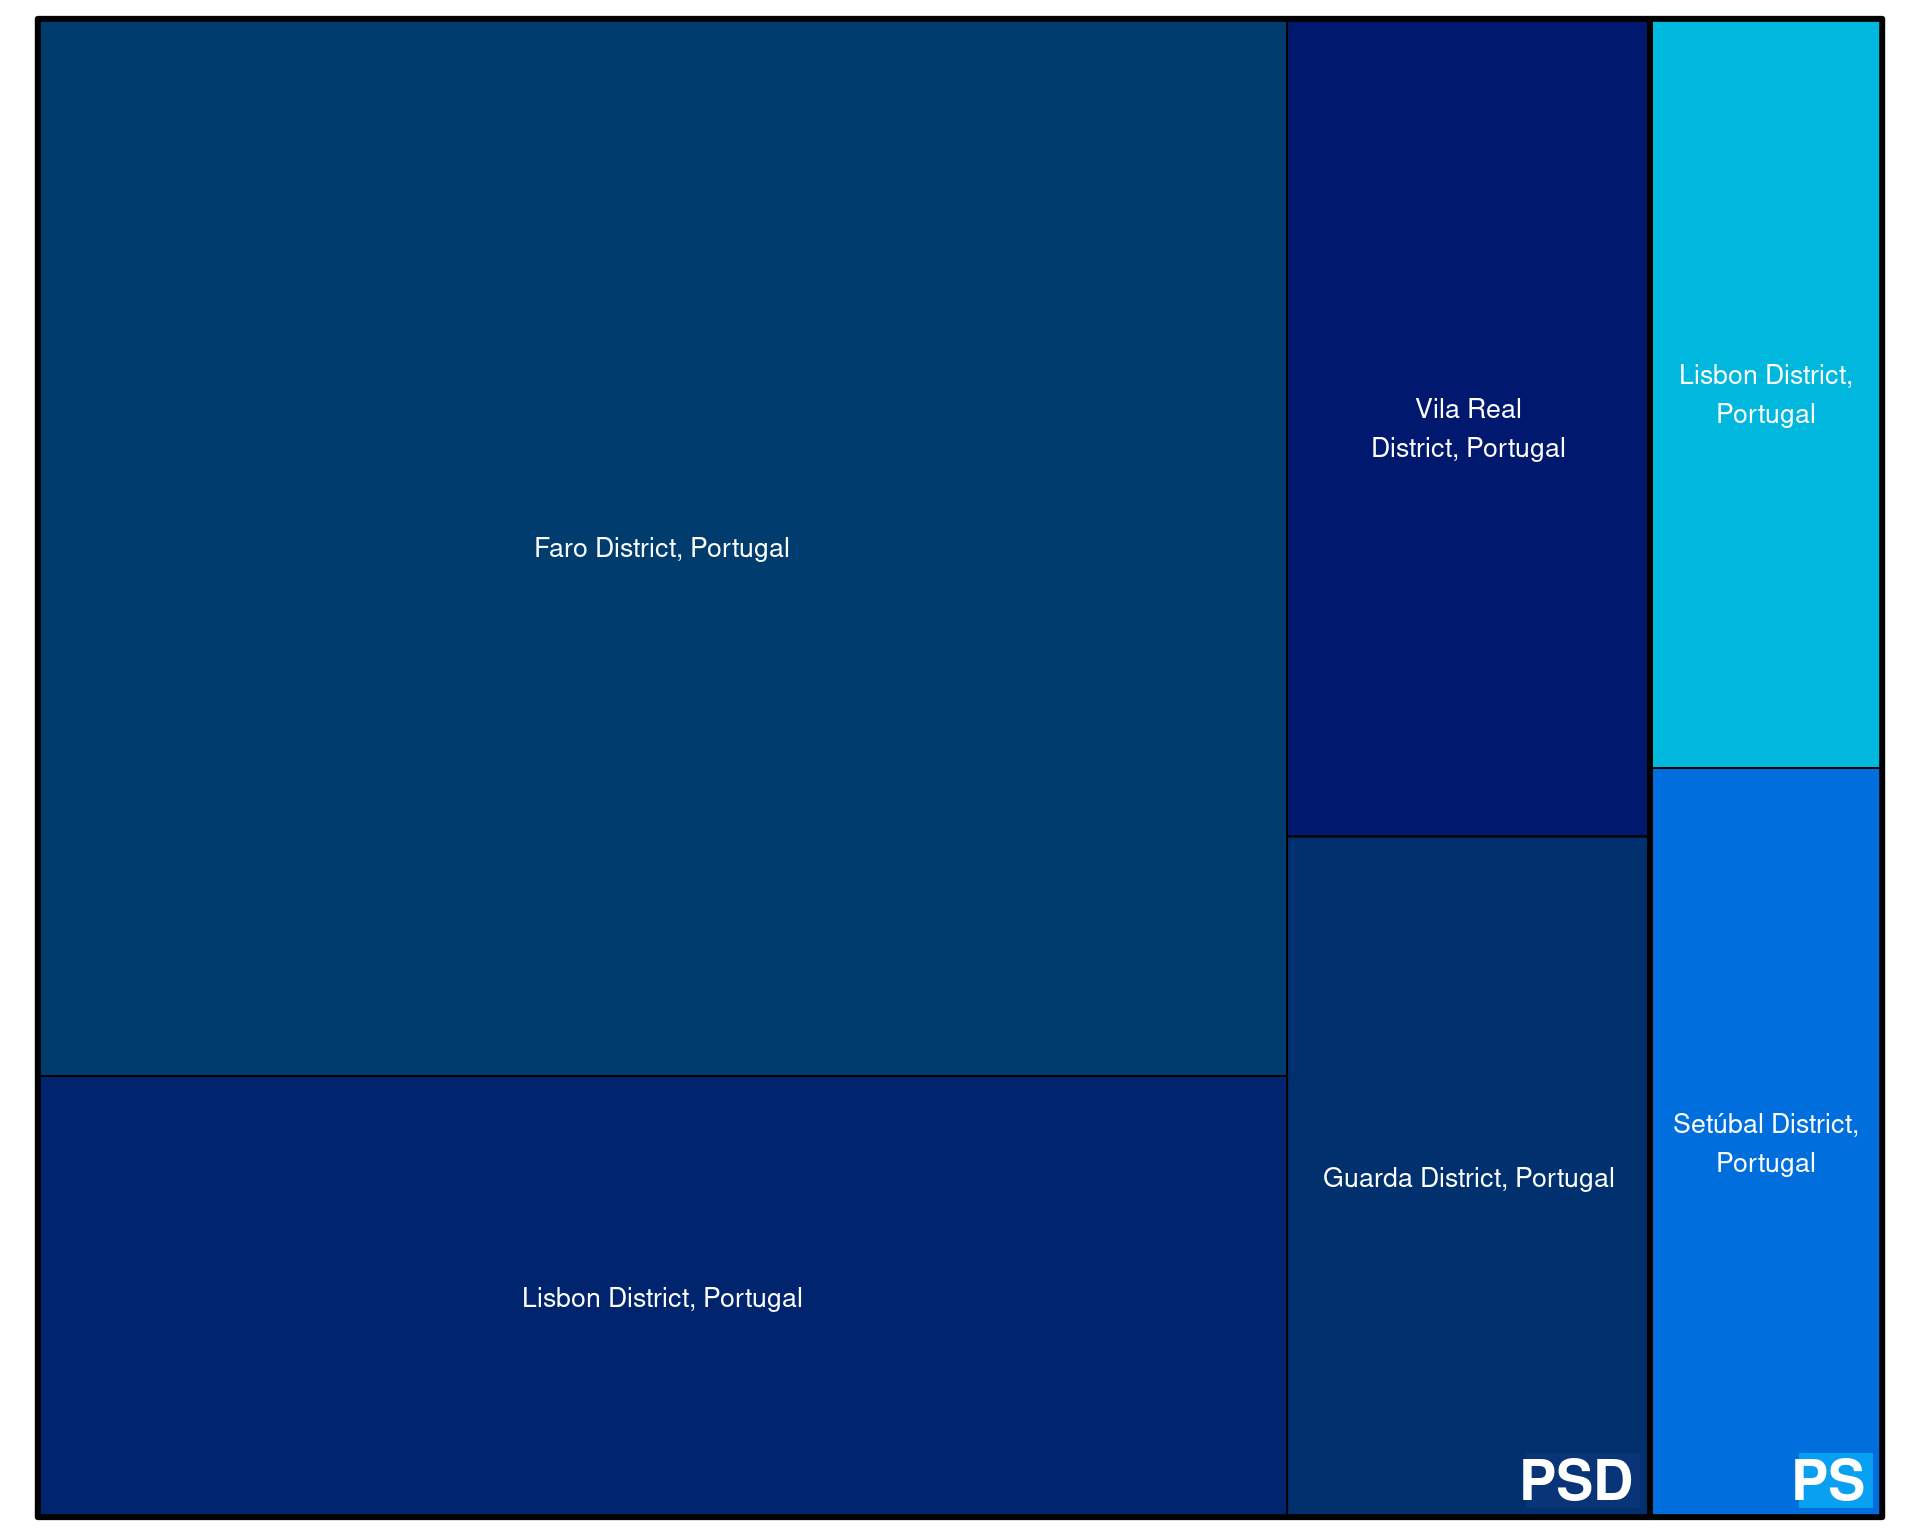 Faro District, Portugal
Lisbon District, Portugal
Vila Real
District, Portugal
Guarda District, Portugal
PSD
Lisbon District,
Portugal
Setúbal District,
Portugal
PS